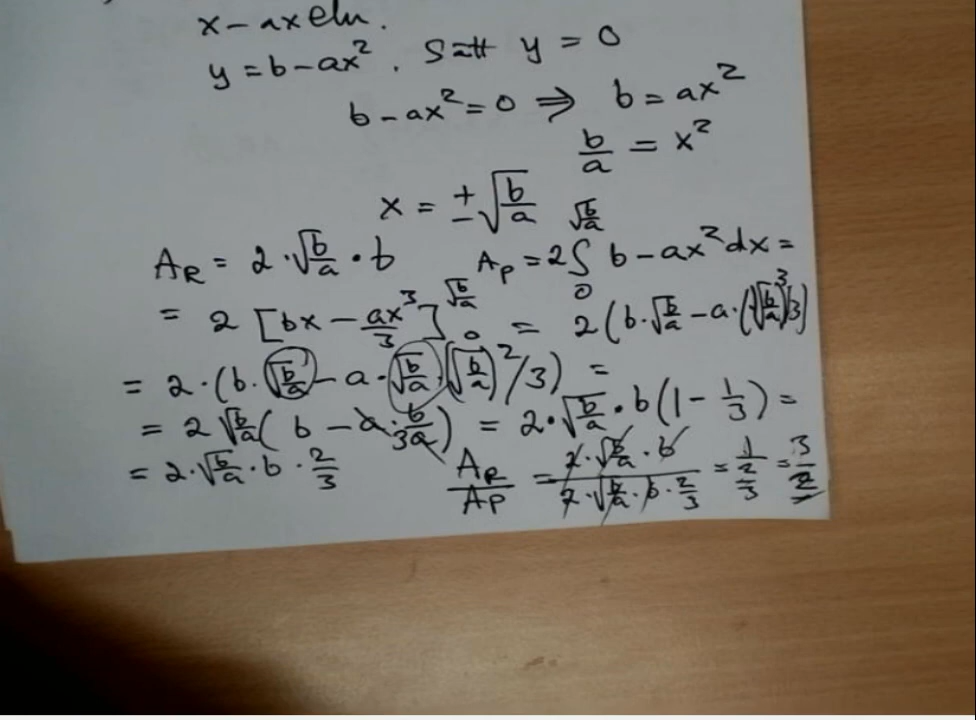 x-axeln.
y = b - ax². Sätt y = 0
b - ax² = 0 ⇒ b = ax²
b/a = x²
x = ±√(b/a)
A_R = 2·√(b/a)·b A_P = 2∫₀^√(b/a) b - ax² dx =
= 2[bx - ax³/3]₀^√(b/a) = 2(b·√(b/a) - a·(√(b/a))³/3)
= 2·(b·√(b/a) - a·√(b/a)·(√(b/a))²/3) =
= 2√(b/a)(b - a·b/3a) = 2·√(b/a)·b(1 - 1/3) =
= 2·√(b/a)·b·2/3 A_R/A_P = 2·√(b/a)·b / 2·√(b/a)·b·2/3 = 1/(2/3) = 3/2